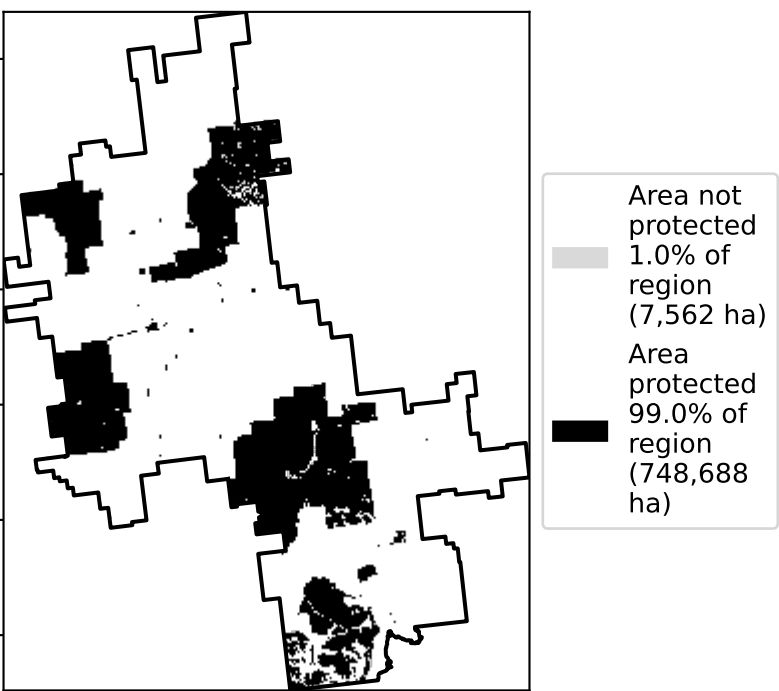 Area not
protected
1.0% of
region
(7,562 ha)
Area
protected
99.0% of
region
(748,688
ha)